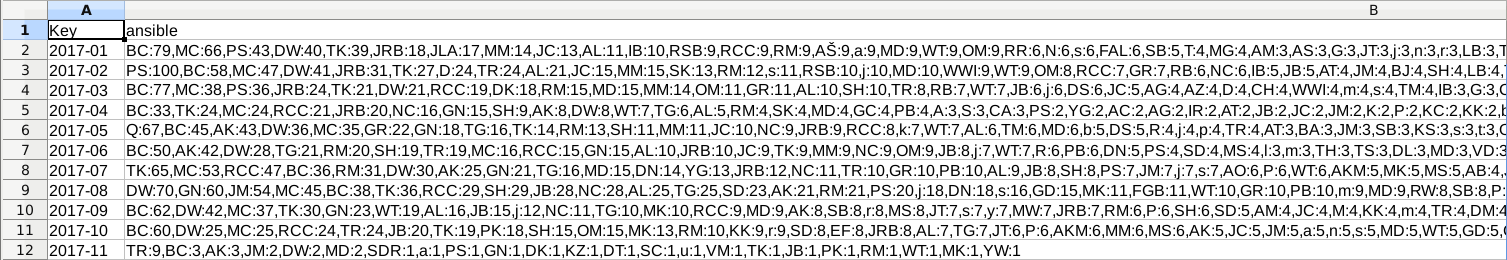 A B
1 Key ansible
2 2017-01 BC:79,MC:66,PS:43,DW:40,TK:39,JRB:18,JLA:17,MM:14,JC:13,AL:11,IB:10,RSB:9,RCC:9,RM:9,AŠ:9,a:9,MD:9,WT:9,OM:9,RR:6,N:6,s:6,FAL:6,SB:5,T:4,MG:4,AM:3,AS:3,G:3,JT:3,j:3,n:3,r:3,LB:3,T
3 2017-02 PS:100,BC:58,MC:47,DW:41,JRB:31,TK:27,D:24,TR:24,AL:21,JC:15,MM:15,SK:13,RM:12,s:11,RSB:10,j:10,MD:10,WWI:9,WT:9,OM:8,RCC:7,GR:7,RB:6,NC:6,IB:5,JB:5,AT:4,JM:4,BJ:4,SH:4,LB:4,
4 2017-03 BC:77,MC:38,PS:36,JRB:24,TK:21,DW:21,RCC:19,DK:18,RM:15,MD:15,MM:14,OM:11,GR:11,AL:10,SH:10,TR:8,RB:7,WT:7,JB:6,j:6,DS:6,JC:5,AG:4,AZ:4,D:4,CH:4,WWI:4,m:4,s:4,TM:4,IB:3,G:3,
5 2017-04 BC:33,TK:24,MC:24,RCC:21,JRB:20,NC:16,GN:15,SH:9,AK:8,DW:8,WT:7,TG:6,AL:5,RM:4,SK:4,MD:4,GC:4,PB:4,A:3,S:3,CA:3,PS:2,YG:2,AC:2,AG:2,IR:2,AT:2,JB:2,JC:2,JM:2,K:2,P:2,KC:2,KK:2,
6 2017-05 Q:67,BC:45,AK:43,DW:36,MC:35,GR:22,GN:18,TG:16,TK:14,RM:13,SH:11,MM:11,JC:10,NC:9,JRB:9,RCC:8,k:7,WT:7,AL:6,TM:6,MD:6,b:5,DS:5,R:4,j:4,p:4,TR:4,AT:3,BA:3,JM:3,SB:3,KS:3,s:3,t:3,
7 2017-06 BC:50,AK:42,DW:28,TG:21,RM:20,SH:19,TR:19,MC:16,RCC:15,GN:15,AL:10,JRB:10,JC:9,TK:9,MM:9,NC:9,OM:9,JB:8,j:7,WT:7,R:6,PB:6,DN:5,PS:4,SD:4,MS:4,l:3,m:3,TH:3,TS:3,DL:3,MD:3,VD:3
8 2017-07 TK:65,MC:53,RCC:47,BC:36,RM:31,DW:30,AK:25,GN:21,TG:16,MD:15,DN:14,YG:13,JRB:12,NC:11,TR:10,GR:10,PB:10,AL:9,JB:8,SH:8,PS:7,JM:7,j:7,s:7,AO:6,P:6,WT:6,AKM:5,MK:5,MS:5,AB:4,
9 2017-08 DW:70,GN:60,JM:54,MC:45,BC:38,TK:36,RCC:29,SH:29,JB:28,NC:28,AL:25,TG:25,SD:23,AK:21,RM:21,PS:20,j:18,DN:18,s:16,GD:15,MK:11,FGB:11,WT:10,GR:10,PB:10,m:9,MD:9,RW:8,SB:8,P:
10 2017-09 BC:62,DW:42,MC:37,TK:30,GN:23,WT:19,AL:16,JB:15,j:12,NC:11,TG:10,MK:10,RCC:9,MD:9,AK:8,SB:8,r:8,MS:8,JT:7,s:7,y:7,MW:7,JRB:7,RM:6,P:6,SH:6,SD:5,AM:4,JC:4,M:4,KK:4,m:4,TR:4,DM:4
11 2017-10 BC:60,DW:25,MC:25,RCC:24,TR:24,JB:20,TK:19,PK:18,SH:15,OM:15,MK:13,RM:10,KK:9,r:9,SD:8,EF:8,JRB:8,AL:7,TG:7,JT:6,P:6,AKM:6,MM:6,MS:6,AK:5,JC:5,JM:5,a:5,n:5,s:5,MD:5,WT:5,GD:5,
12 2017-11 TR:9,BC:3,AK:3,JM:2,DW:2,MD:2,SDR:1,a:1,PS:1,GN:1,DK:1,KZ:1,DT:1,SC:1,u:1,VM:1,TK:1,JB:1,PK:1,RM:1,WT:1,MK:1,YW:1